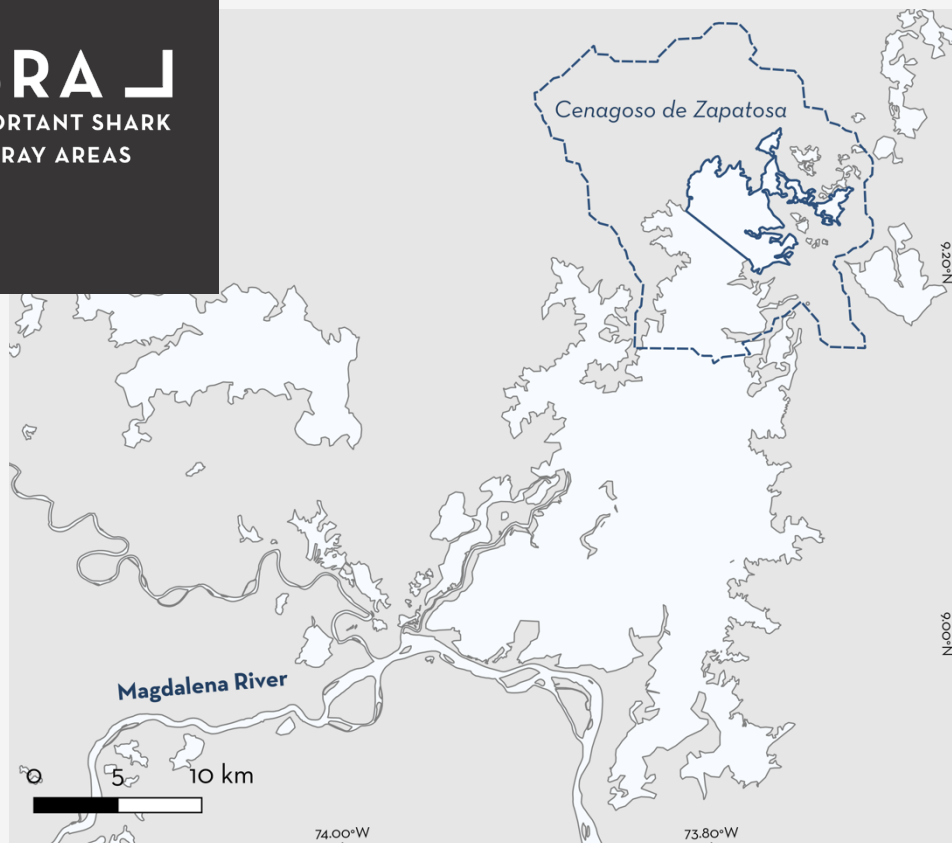 RA
ORTANT SHARK
RAY AREAS
Cenagoso de Zapatosa
9.20°N
9.00°N
Magdalena River
0 5 10 km
74.00°W 73.80°W